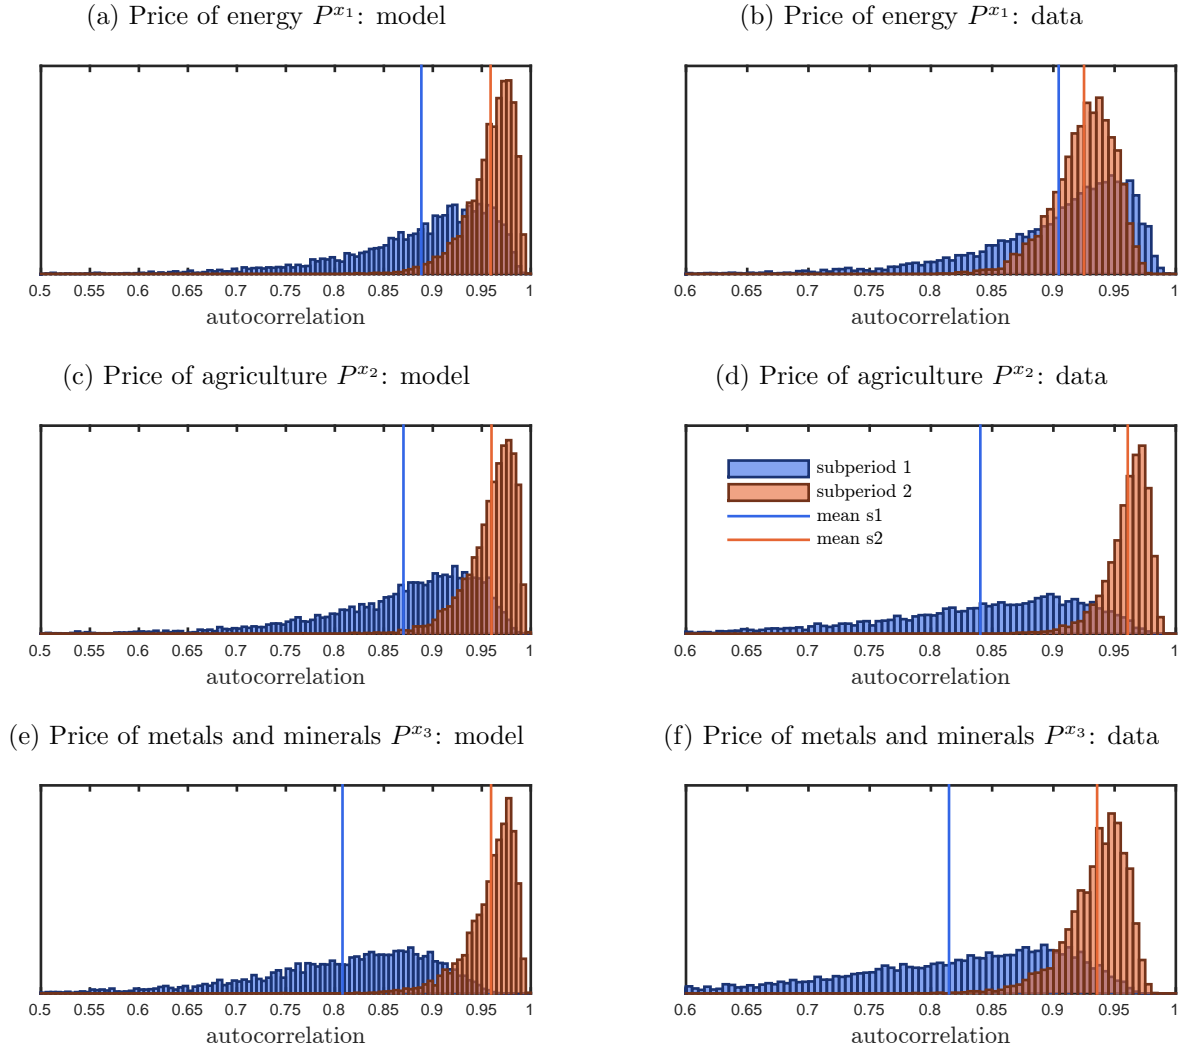 (a) Price of energy P^{x_1}: model
(b) Price of energy P^{x_1}: data
0.5 0.55 0.6 0.65 0.7 0.75 0.8 0.85 0.9 0.95 1
autocorrelation
0.6 0.65 0.7 0.75 0.8 0.85 0.9 0.95 1
autocorrelation
(c) Price of agriculture P^{x_2}: model
(d) Price of agriculture P^{x_2}: data
subperiod 1
subperiod 2
mean s1
mean s2
0.5 0.55 0.6 0.65 0.7 0.75 0.8 0.85 0.9 0.95 1
autocorrelation
0.6 0.65 0.7 0.75 0.8 0.85 0.9 0.95 1
autocorrelation
(e) Price of metals and minerals P^{x_3}: model
(f) Price of metals and minerals P^{x_3}: data
0.5 0.55 0.6 0.65 0.7 0.75 0.8 0.85 0.9 0.95 1
autocorrelation
0.6 0.65 0.7 0.75 0.8 0.85 0.9 0.95 1
autocorrelation